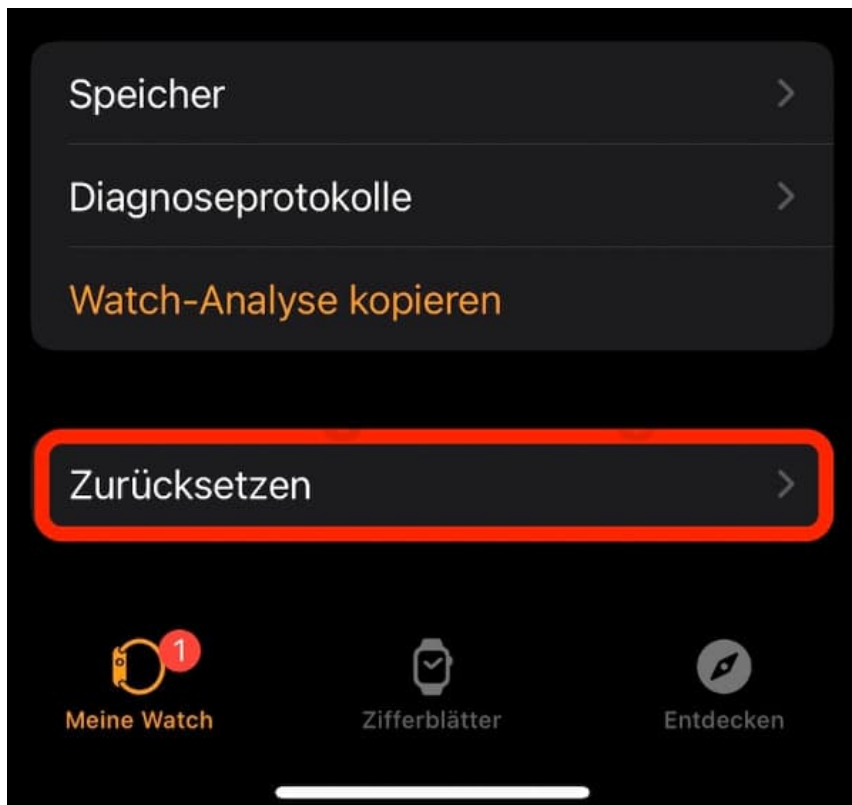 Speicher
Diagnoseprotokolle
Watch-Analyse kopieren
Zurücksetzen
1
Meine Watch
Zifferblätter
Entdecken